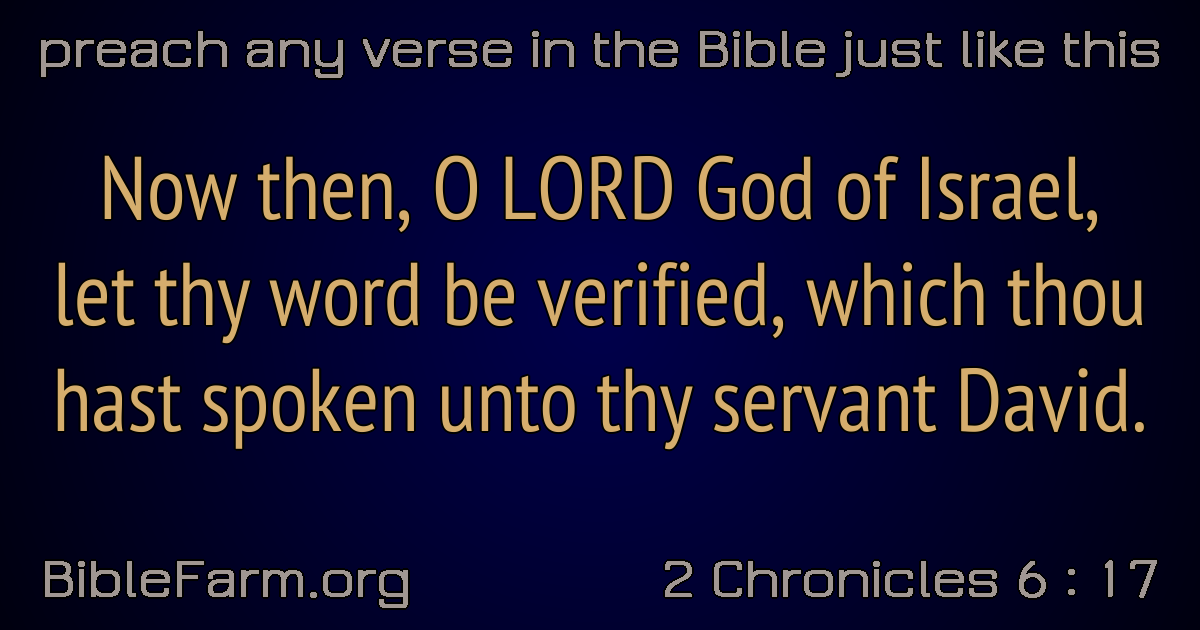 preach any verse in the Bible just like this
Now then, O LORD God of Israel,
let thy word be verified, which thou
hast spoken unto thy servant David.
BibleFarm.org
2 Chronicles 6 : 17